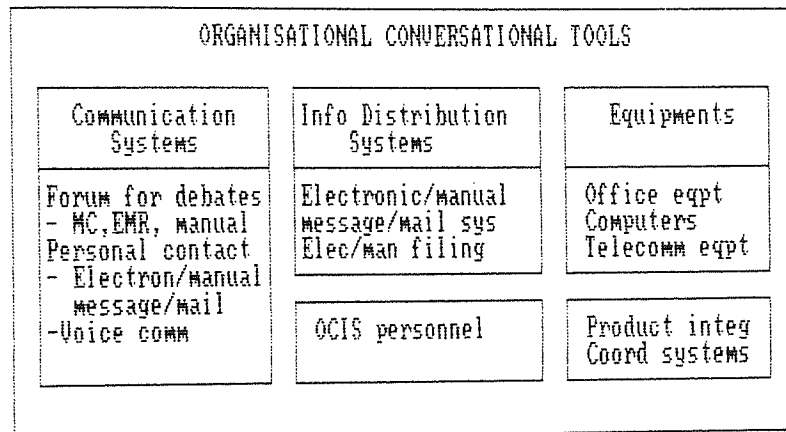 ORGANISATIONAL CONVERSATIONAL TOOLS
Communication
Systems
Forum for debates
- MC,EMR, manual
Personal contact
- Electron/manual
message/mail
-Voice comm
Info Distribution
Systems
Electronic/manual
message/mail sys
Elec/man filing
OCIS personnel
Equipments
Office eqpt
Computers
Telecomm eqpt
Product integ
Coord systems